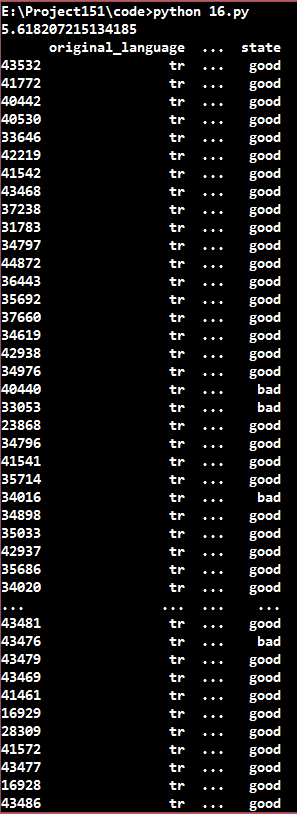 E:\Project151\code>python 16.py
5.618207215134185
original_language ... state
43532 tr ... good
41772 tr ... good
40442 tr ... good
40530 tr ... good
33646 tr ... good
42219 tr ... good
41542 tr ... good
43468 tr ... good
37238 tr ... good
31783 tr ... good
34797 tr ... good
44872 tr ... good
36443 tr ... good
35692 tr ... good
37660 tr ... good
34619 tr ... good
42938 tr ... good
34976 tr ... good
40440 tr ... bad
33053 tr ... bad
23868 tr ... good
34796 tr ... good
41541 tr ... good
35714 tr ... good
34016 tr ... bad
34898 tr ... good
35033 tr ... good
42937 tr ... good
35686 tr ... good
34020 tr ... good
... ... ... ...
43481 tr ... good
43476 tr ... bad
43479 tr ... good
43469 tr ... good
41461 tr ... good
16929 tr ... good
28309 tr ... good
41572 tr ... good
43477 tr ... good
16928 tr ... good
43486 tr ... good